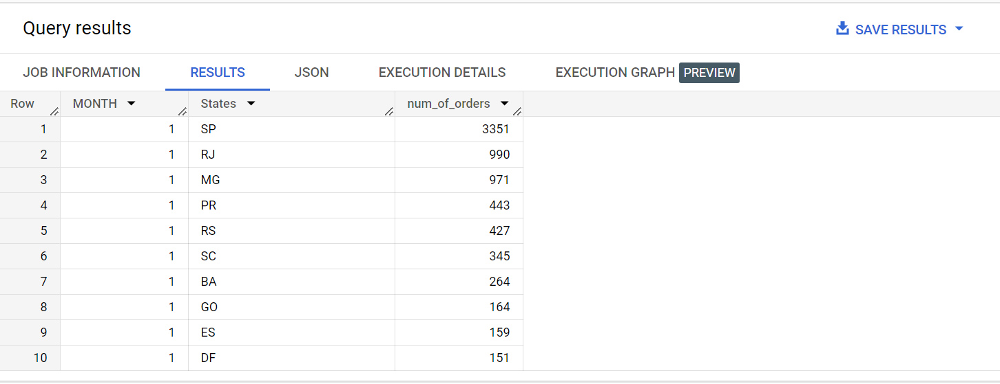 Query results
SAVE RESULTS
JOB INFORMATION RESULTS JSON EXECUTION DETAILS EXECUTION GRAPH PREVIEW
Row MONTH States num_of_orders
1 1 SP 3351
2 1 RJ 990
3 1 MG 971
4 1 PR 443
5 1 RS 427
6 1 SC 345
7 1 BA 264
8 1 GO 164
9 1 ES 159
10 1 DF 151